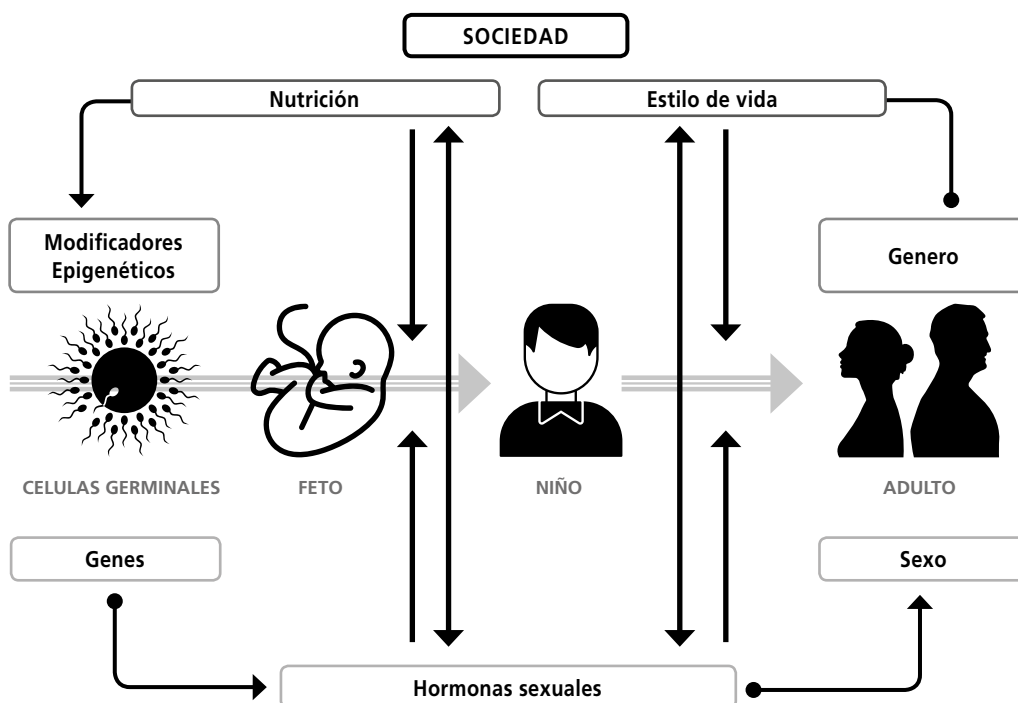 SOCIEDAD
Nutrición
Estilo de vida
Modificadores
Epigenéticos
Genero
CELULAS GERMINALES
FETO
NIÑO
ADULTO
Genes
Sexo
Hormonas sexuales